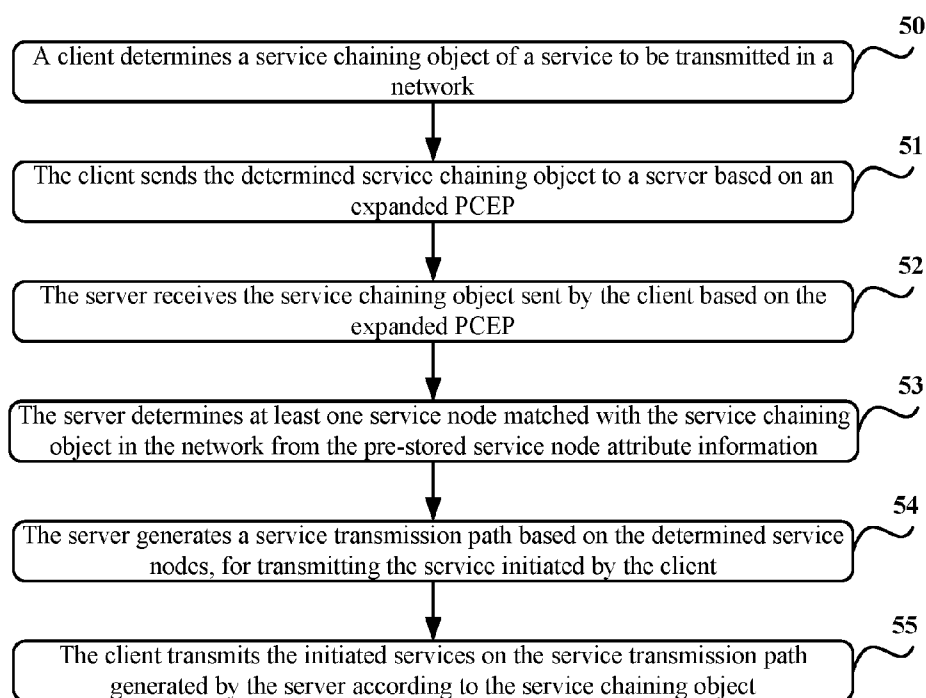 50
A client determines a service chaining object of a service to be transmitted in a
network
51
The client sends the determined service chaining object to a server based on an
expanded PCEP
52
The server receives the service chaining object sent by the client based on the
expanded PCEP
53
The server determines at least one service node matched with the service chaining
object in the network from the pre-stored service node attribute information
54
The server generates a service transmission path based on the determined service
nodes, for transmitting the service initiated by the client
55
The client transmits the initiated services on the service transmission path
generated by the server according to the service chaining object